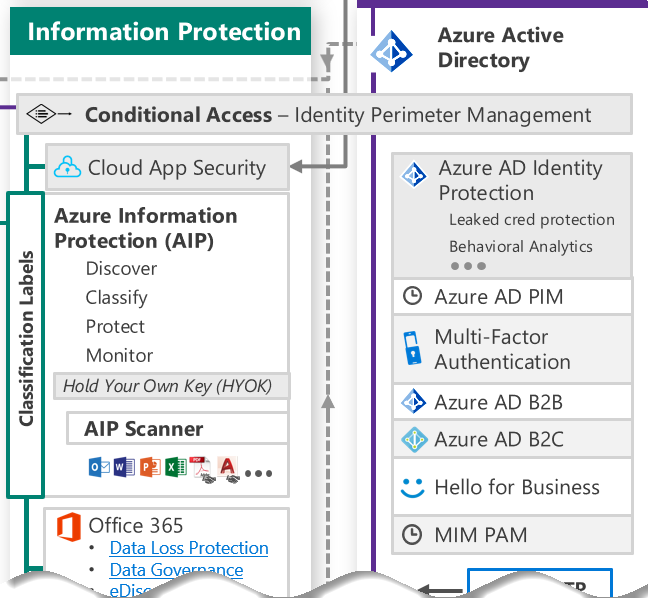 Information Protection
Azure Active
Directory
Conditional Access – Identity Perimeter Management
Cloud App Security
Classification Labels
Azure Information
Protection (AIP)
Discover
Classify
Protect
Monitor
Hold Your Own Key (HYOK)
AIP Scanner
PDF
Office 365
• Data Loss Protection
• Data Governance
Azure AD Identity
Protection
Leaked cred protection
Behavioral Analytics
Azure AD PIM
Multi-Factor
Authentication
Azure AD B2B
Azure AD B2C
Hello for Business
MIM PAM